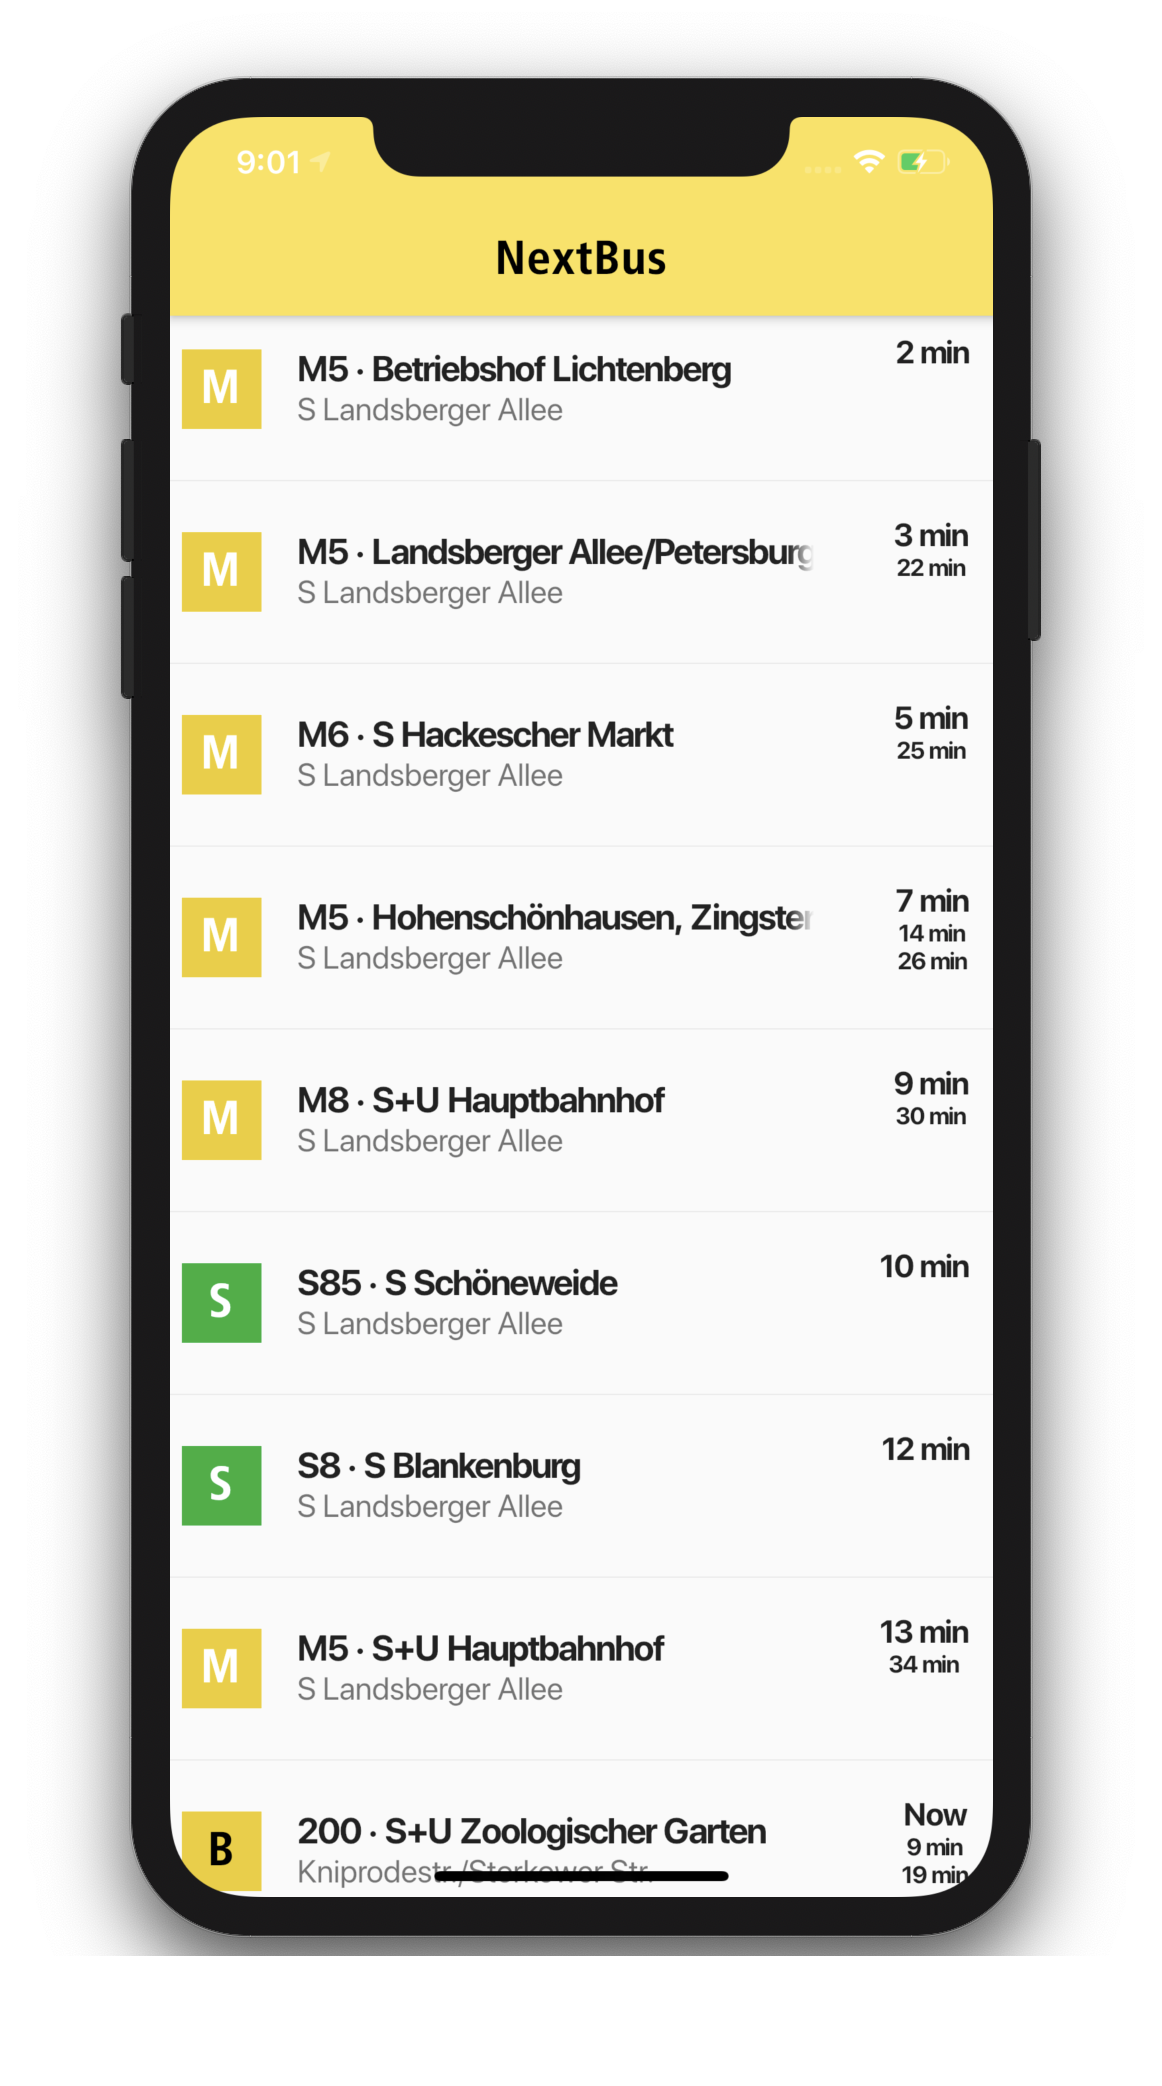 9:01
NextBus
M
M5 · Betriebshof Lichtenberg
2 min
S Landsberger Allee
M
M5 · Landsberger Allee/Petersburg
3 min
S Landsberger Allee
22 min
M
M6 · S Hackescher Markt
5 min
S Landsberger Allee
25 min
M
M5 · Hohenschönhausen, Zingster
7 min
S Landsberger Allee
14 min
26 min
M
M8 · S+U Hauptbahnhof
9 min
S Landsberger Allee
30 min
S
S85 · S Schöneweide
10 min
S Landsberger Allee
S
S8 · S Blankenburg
12 min
S Landsberger Allee
M
M5 · S+U Hauptbahnhof
13 min
S Landsberger Allee
34 min
B
200 · S+U Zoologischer Garten
Now
Kniprodestr./Storkower Str.
9 min
19 min